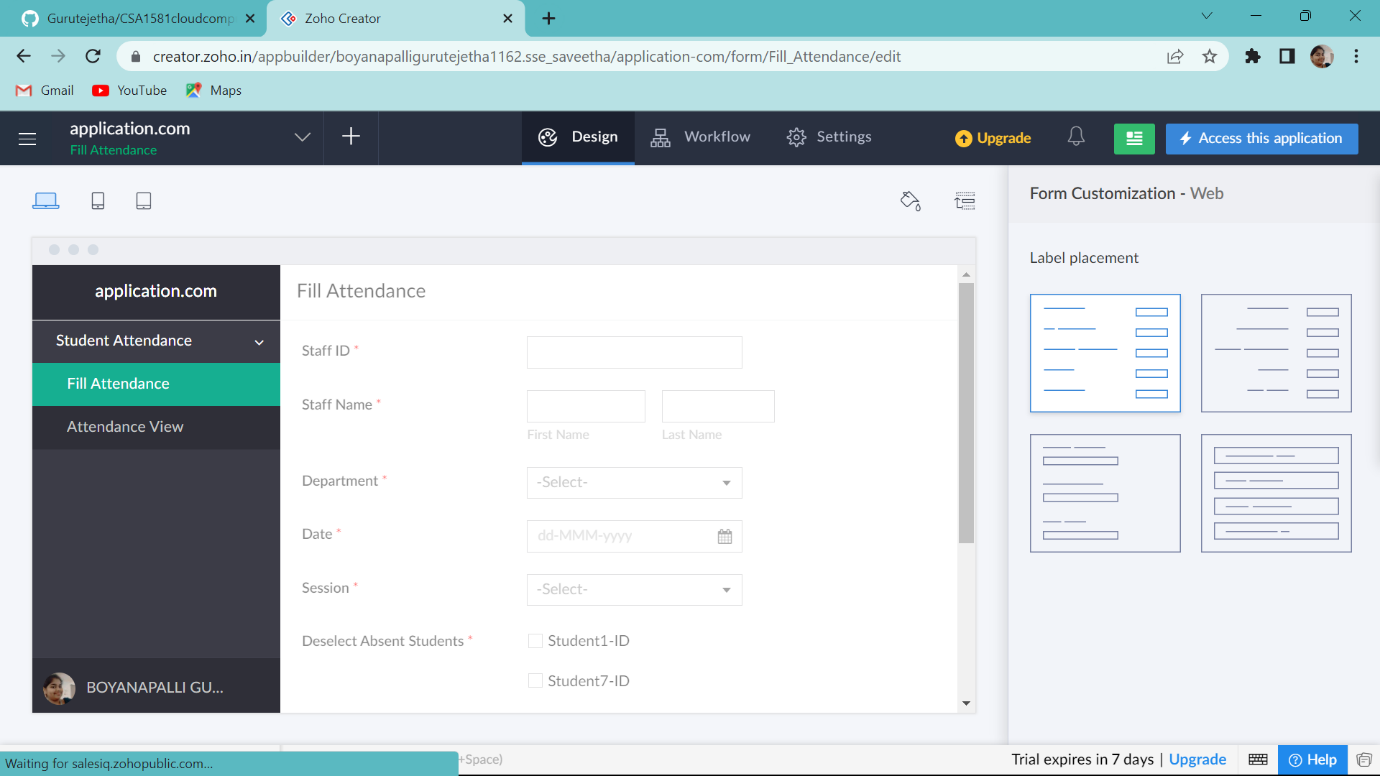 Gurutejetha/CSA1581cloudcomp
Zoho Creator
creator.zoho.in/appbuilder/boyanapalligurutejetha1162.sse_saveetha/application-com/form/Fill_Attendance/edit
Gmail YouTube Maps
application.com
Fill Attendance
Design Workflow Settings Upgrade Access this application
Form Customization - Web
Label placement
application.com
Student Attendance
Fill Attendance
Attendance View
BOYANAPALLI GU...
Fill Attendance
Staff ID *
Staff Name *
First Name Last Name
Department * -Select-
Date * dd-MMM-yyyy
Session * -Select-
Deselect Absent Students * Student1-ID
Student7-ID
Waiting for salesiq.zohopublic.com...
+Space)
Trial expires in 7 days | Upgrade Help